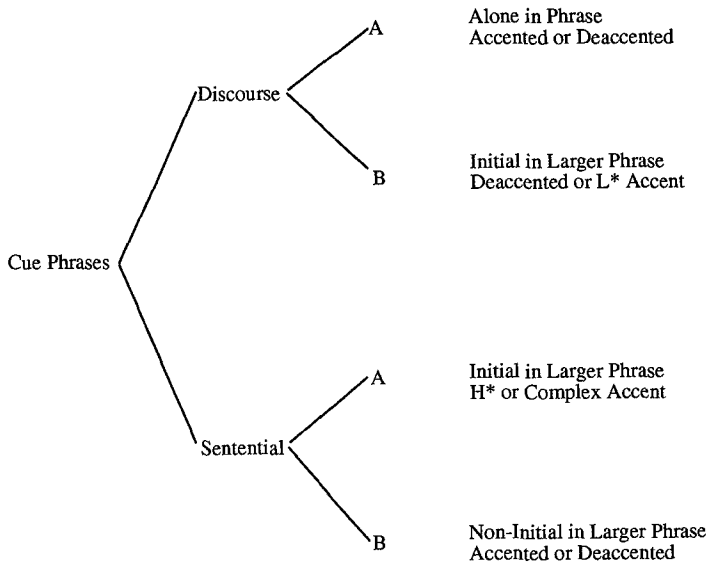 A
Alone in Phrase
Accented or Deaccented
Discourse
B
Initial in Larger Phrase
Deaccented or L* Accent
Cue Phrases
A
Initial in Larger Phrase
H* or Complex Accent
Sentential
B
Non-Initial in Larger Phrase
Accented or Deaccented